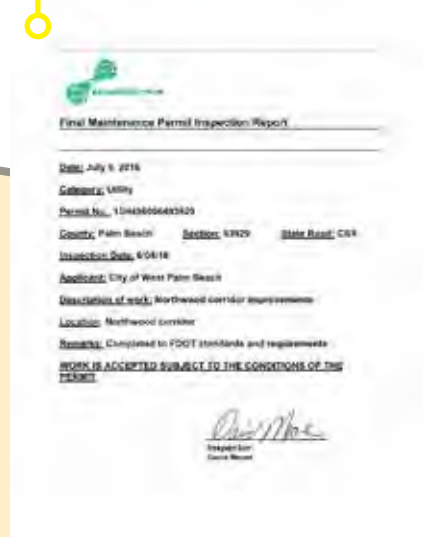 Final Maintenance Permit Inspection Report
Date: July 5, 2016
Category: Utility
Permit No.:
County: Palm Beach Section: State Road:
Inspection Date:
Applicant: City of West Palm Beach
Description of work: Northwood corridor improvements
Location: Northwood corridor
Remarks: Completed to FDOT standards and requirements
WORK IS ACCEPTED SUBJECT TO THE CONDITIONS OF THE
PERMIT
Inspector